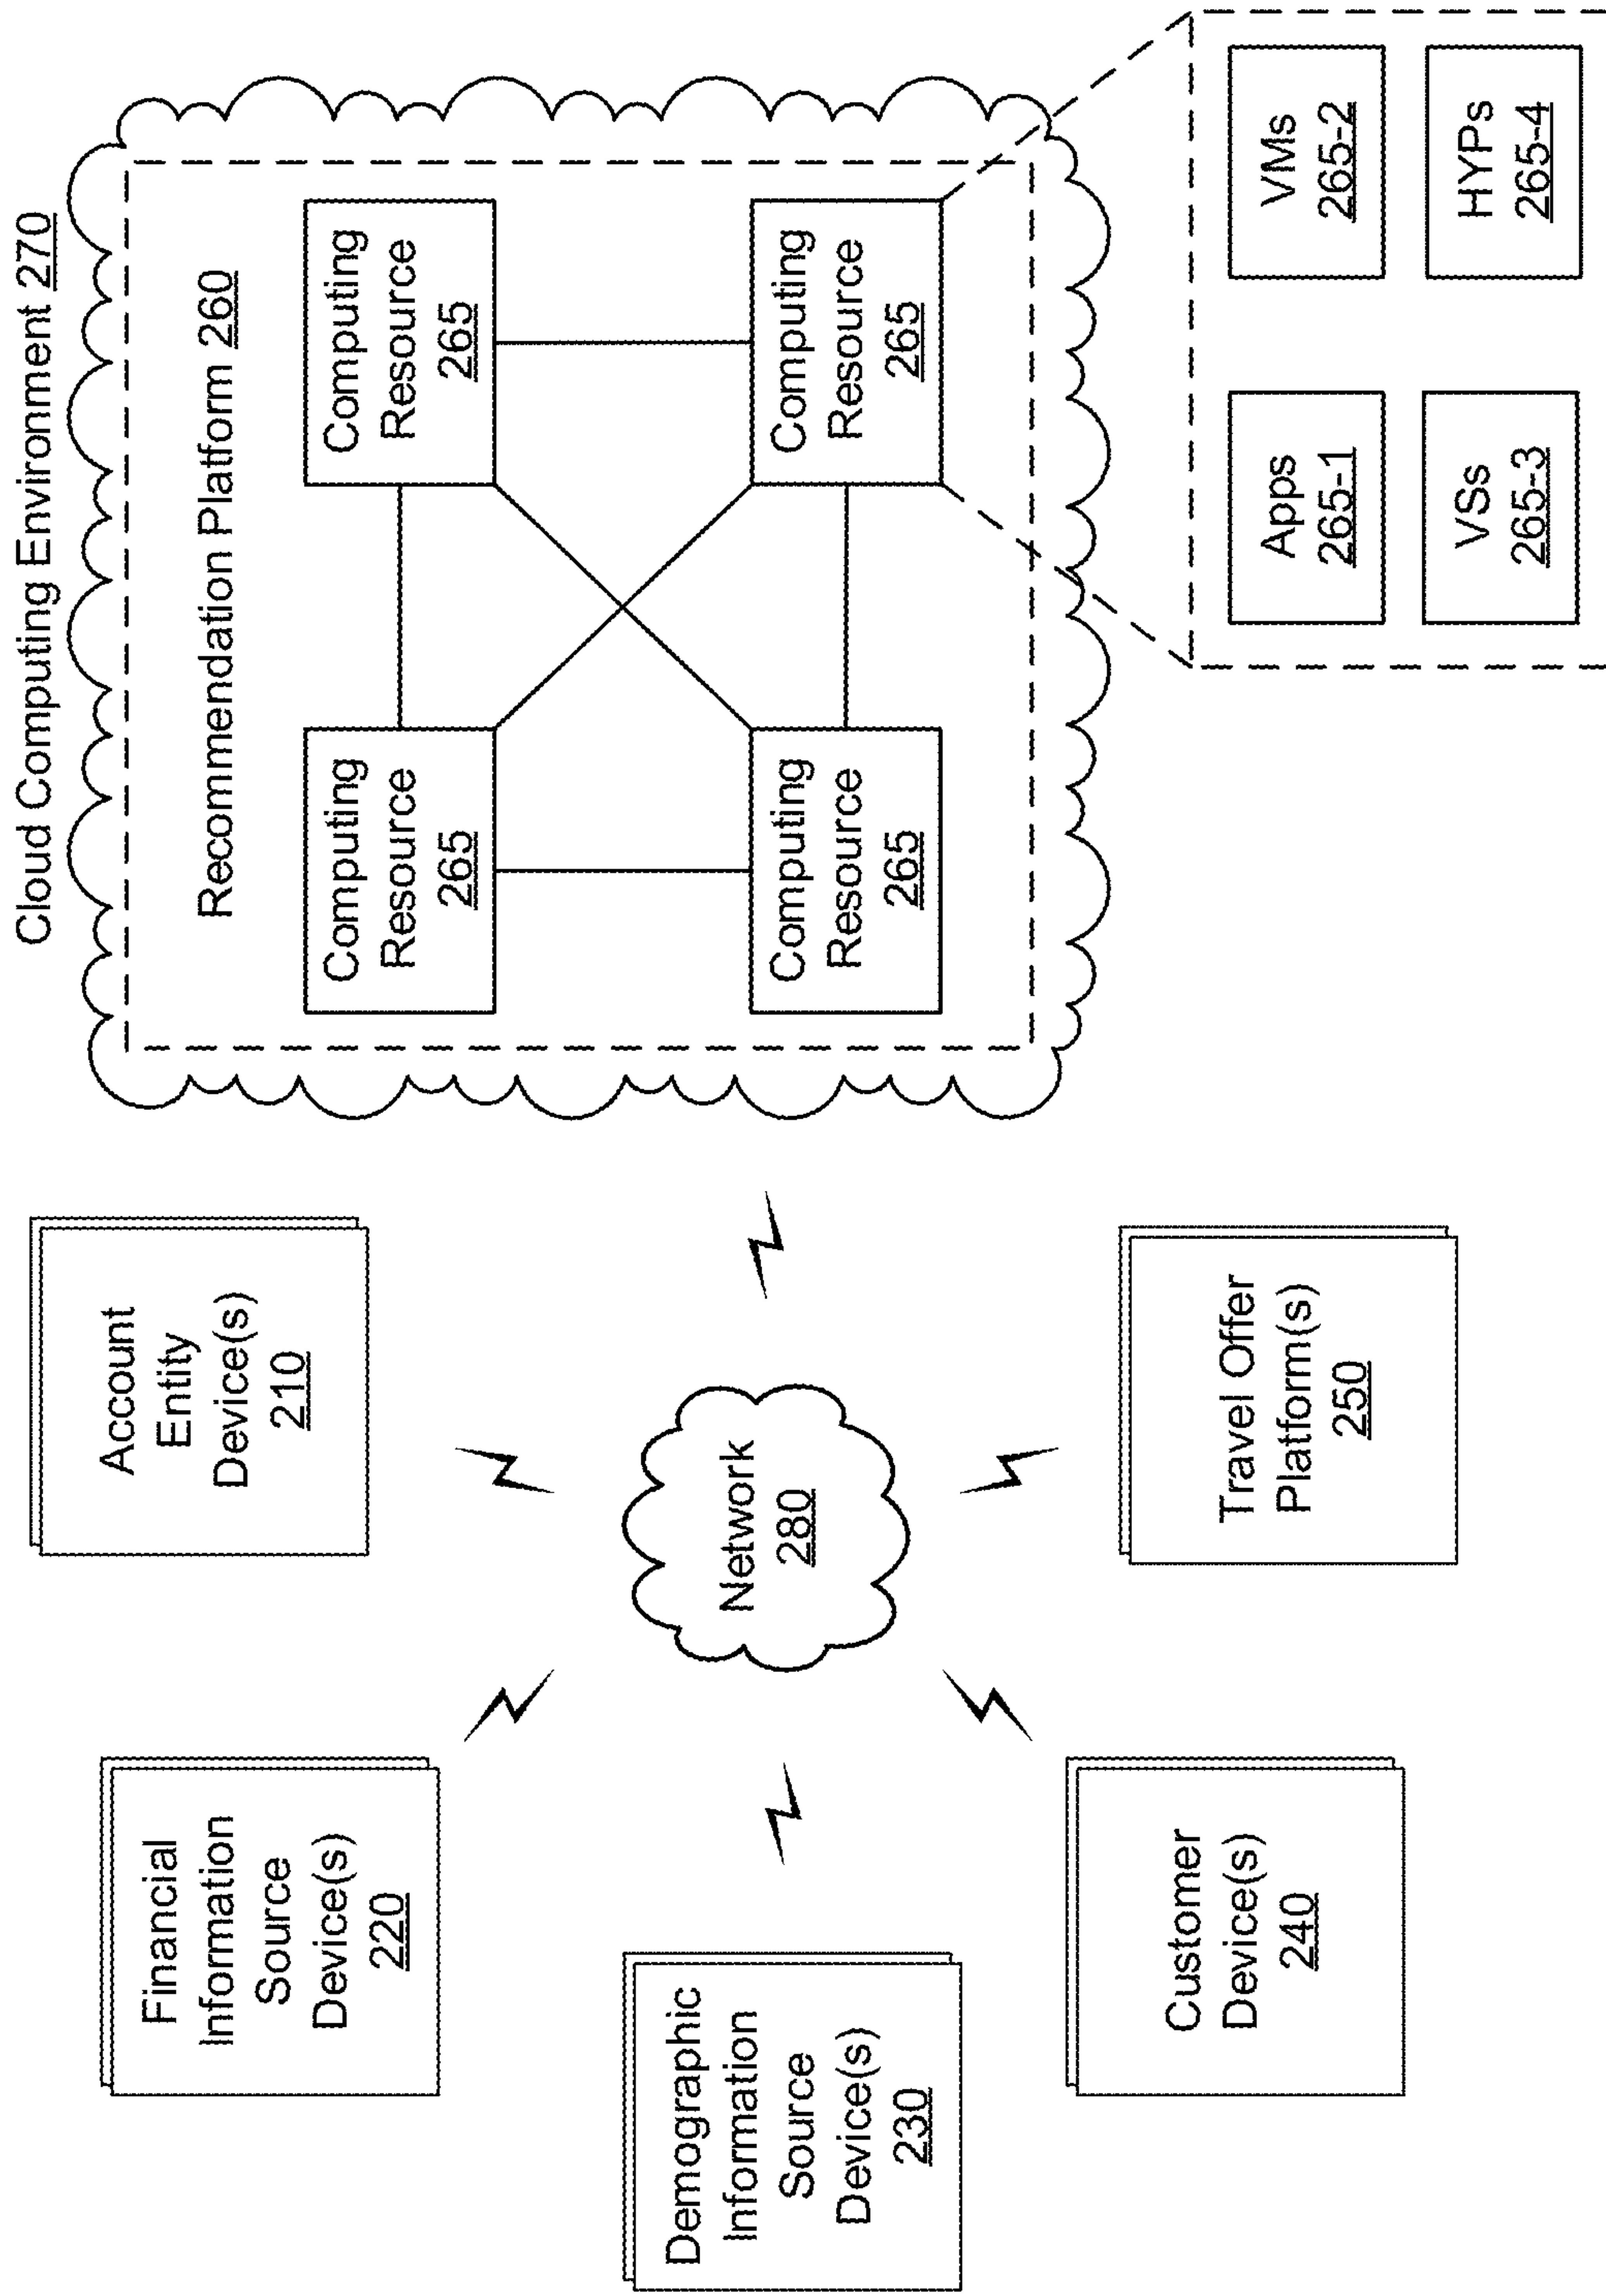 Cloud Computing Environment 270
Recommendation Platform 260
Computing
Resource
265
Computing
Resource
265
Computing
Resource
265
Computing
Resource
265
Apps
265-1
VMs
265-2
VSs
265-3
HYPs
265-4
Account
Entity
Device(s)
210
Financial
Information
Source
Device(s)
220
Network
280
Demographic
Information
Source
Device(s)
230
Customer
Device(s)
240
Travel Offer
Platform(s)
250